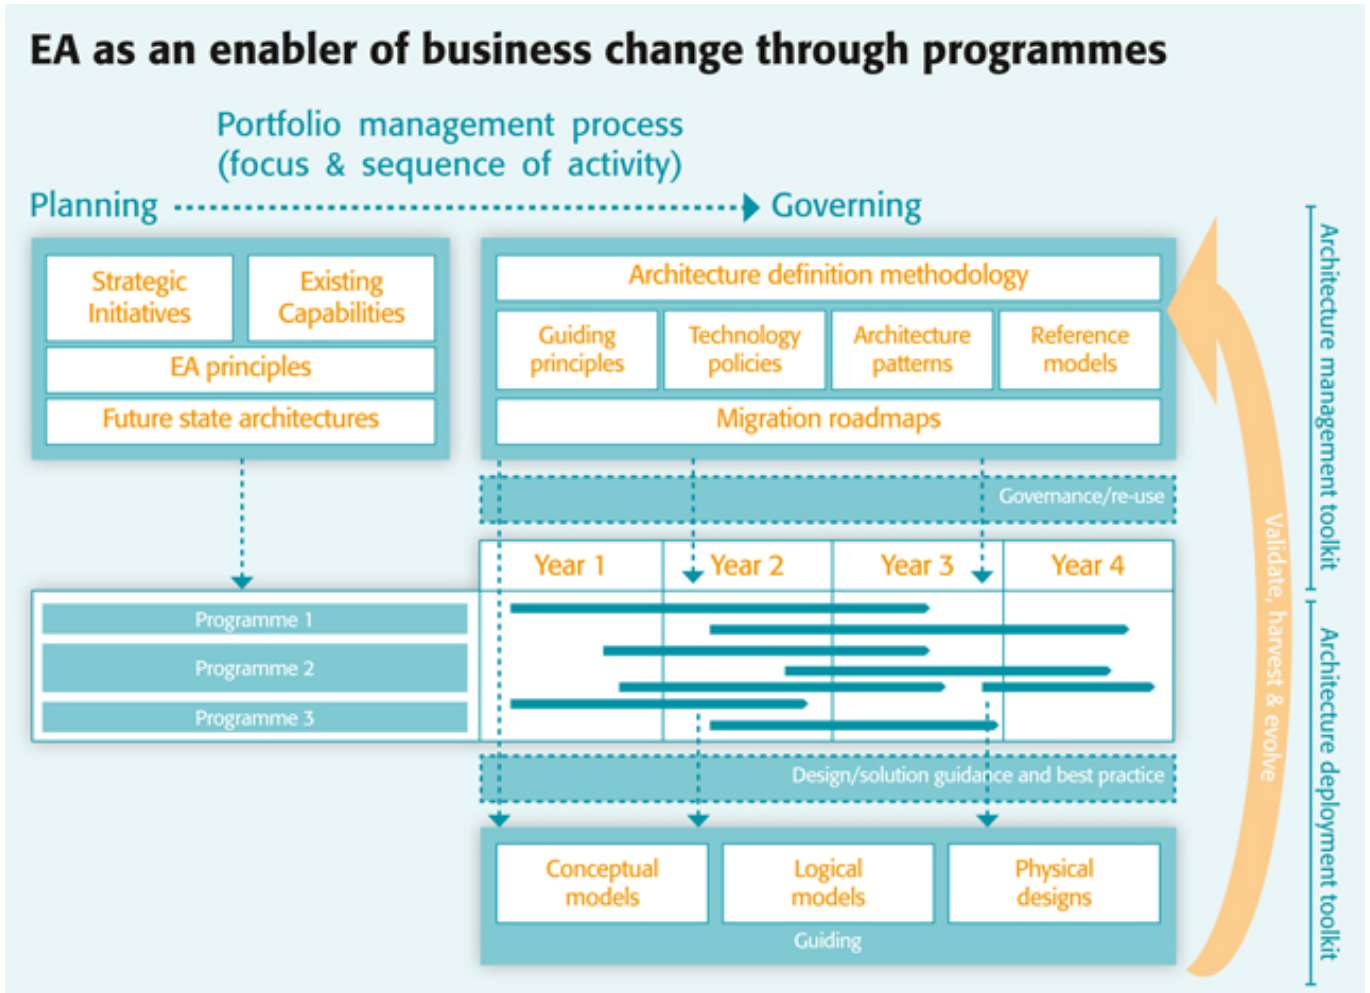 EA as an enabler of business change through programmes
Portfolio management process
(focus & sequence of activity)
Planning
Governing
Strategic
Initiatives
Existing
Capabilities
EA principles
Future state architectures
Architecture definition methodology
Guiding
principles
Technology
policies
Architecture
patterns
Reference
models
Migration roadmaps
Governance/re-use
Year 1
Year 2
Year 3
Year 4
Programme 1
Programme 2
Programme 3
Design/solution guidance and best practice
Conceptual
models
Logical
models
Physical
designs
Guiding
Validate, harvest & evolve
Architecture management toolkit
Architecture deployment toolkit